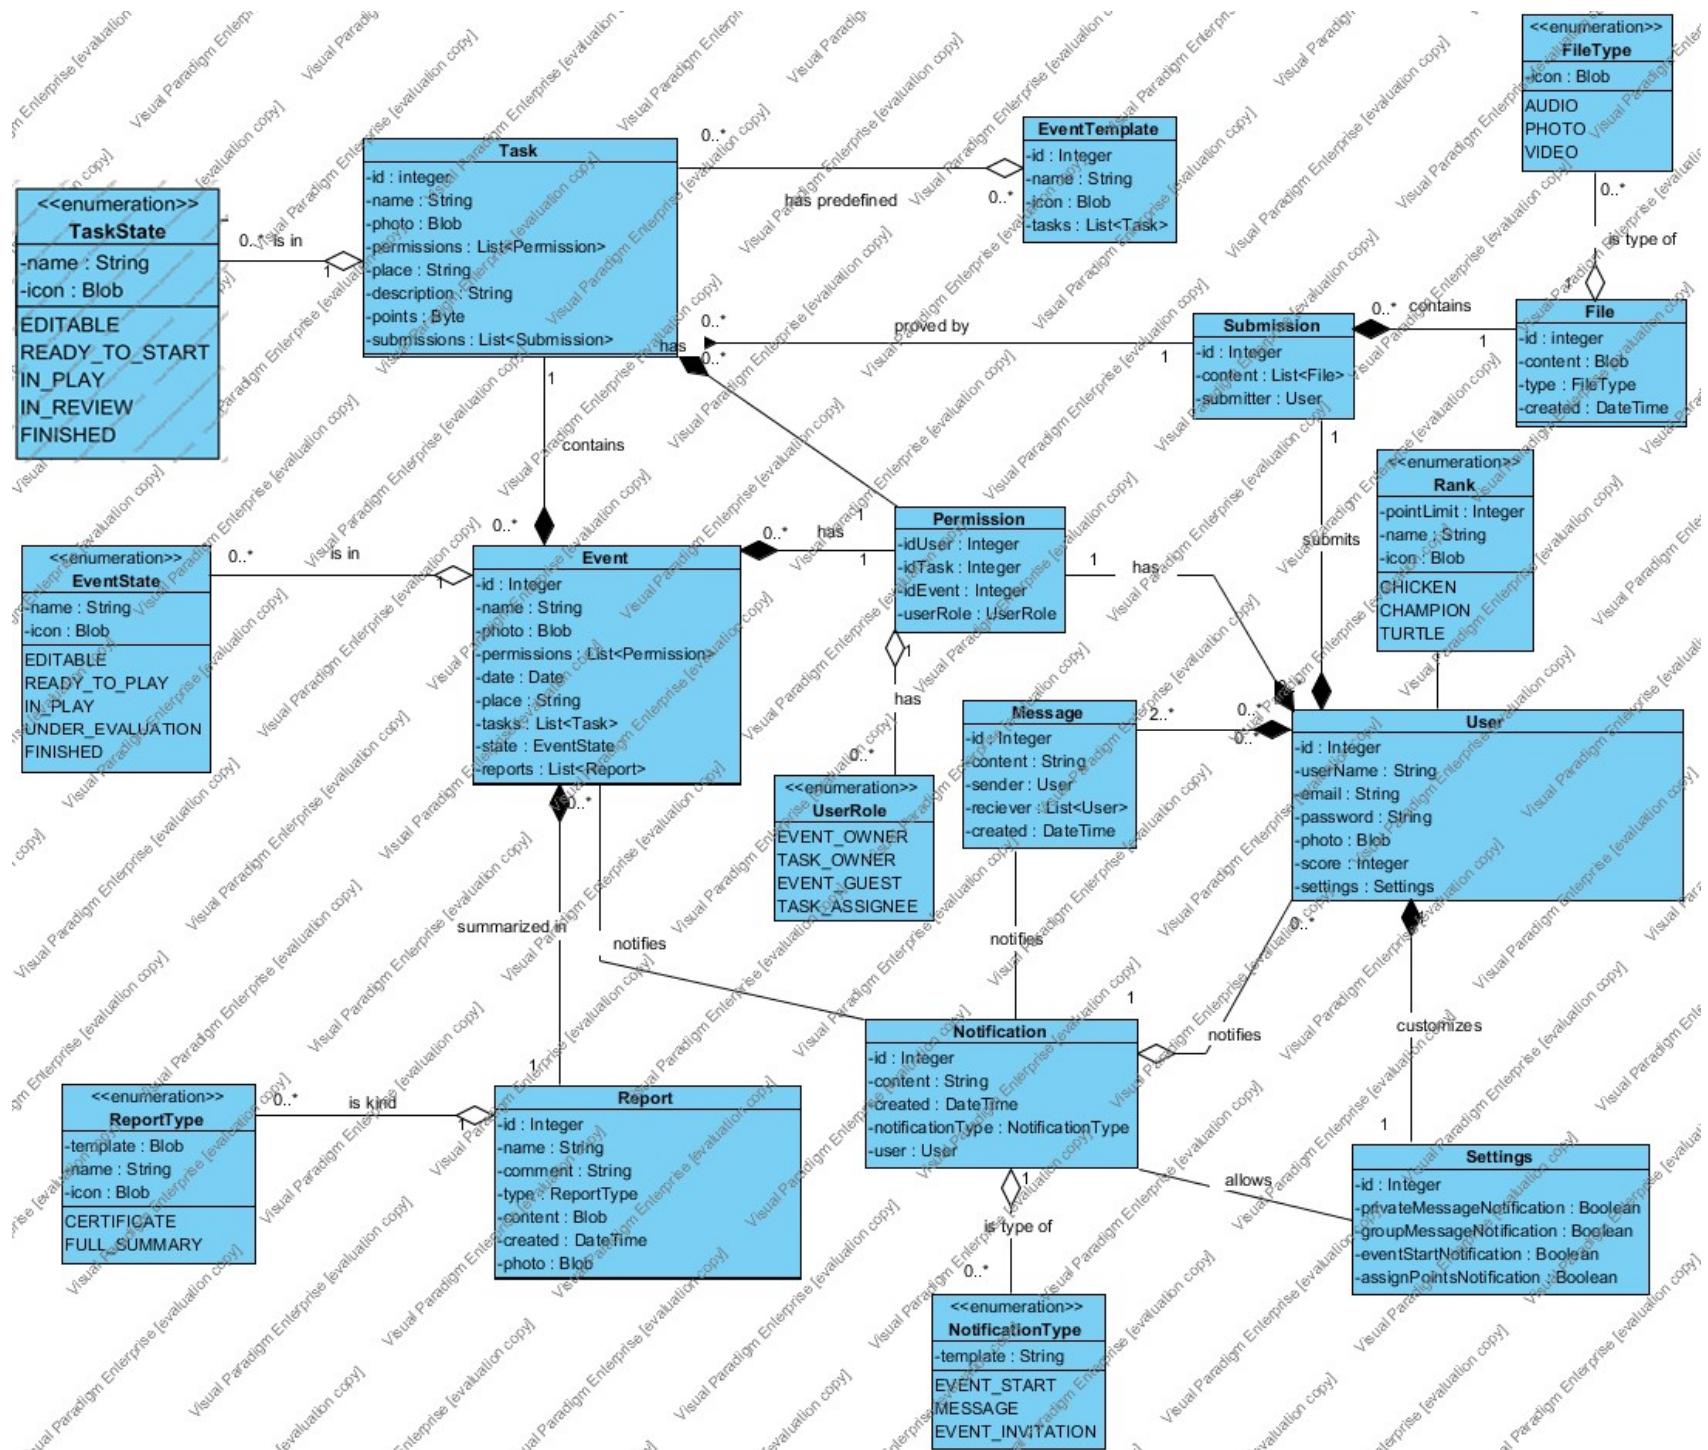 <<enumeration>>
FileType
-icon : Blob
AUDIO
PHOTO
VIDEO
EventTemplate
-id : Integer
-name : String
-icon : Blob
-tasks : List<Task>
Task
-id : integer
-name : String
-photo : Blob
-permissions : List<Permission>
-place : String
-description : String
-points : Byte
-submissions : List<Submission>
0..*
has predefined
0..*
<<enumeration>>
TaskState
-name : String
-icon : Blob
EDITABLE
READY_TO_START
IN_PLAY
IN_REVIEW
FINISHED
0..* is in
1
0..*
is type of
1
File
-id : integer
-content : Blob
-type : FileType
-created : DateTime
Submission
-id : Integer
-content : List<File>
-submitter : User
0..*
contains
1
0..*
proved by
1
has
0..*
1
1
contains
0..*
1
submits
<<enumeration>>
Rank
-pointLimit : Integer
-name : String
-icon : Blob
CHICKEN
CHAMPION
TURTLE
Permission
-idUser : Integer
-idTask : Integer
-idEvent : Integer
-userRole : UserRole
0..*
has
1
1
has
<<enumeration>>
EventState
-name : String
-icon : Blob
EDITABLE
READY_TO_PLAY
IN_PLAY
UNDER_EVALUATION
FINISHED
0..*
is in
1
Event
-id : Integer
-name : String
-photo : Blob
-permissions : List<Permission>
-date : Date
-place : String
-tasks : List<Task>
-state : EventState
-reports : List<Report>
1
has
0..*
<<enumeration>>
UserRole
EVENT_OWNER
TASK_OWNER
EVENT_GUEST
TASK_ASSIGNEE
Message
-id : Integer
-content : String
-sender : User
-reciever : List<User>
-created : DateTime
2..*
0..*
0..*
User
-id : Integer
-userName : String
-email : String
-password : String
-photo : Blob
-score : Integer
-settings : Settings
0..*
summarized in
1
notifies
notifies
0..*
notifies
1
customizes
1
Notification
-id : Integer
-content : String
-created : DateTime
-notificationType : NotificationType
-user : User
allows
<<enumeration>>
ReportType
-template : Blob
-name : String
-icon : Blob
CERTIFICATE
FULL_SUMMARY
0..*
is kind
1
Report
-id : Integer
-name : String
-comment : String
-type : ReportType
-content : Blob
-created : DateTime
-photo : Blob
Settings
-id : Integer
-privateMessageNotification : Boolean
-groupMessageNotification : Boolean
-eventStartNotification : Boolean
-assignPointsNotification : Boolean
1
is type of
0..*
<<enumeration>>
NotificationType
-template : String
EVENT_START
MESSAGE
EVENT_INVITATION
Visual Paradigm Enterprise [evaluation copy]